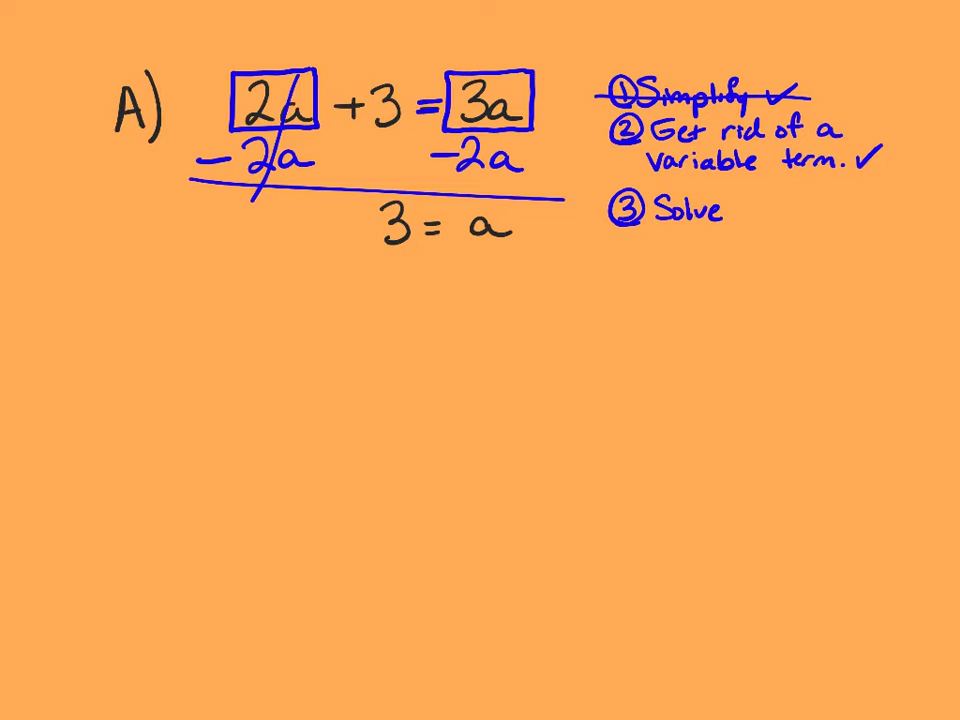 A) 2a + 3 = 3a
- 2a -2a
3 = a
① Simplify ✓
② Get rid of a
variable term. ✓
③ Solve